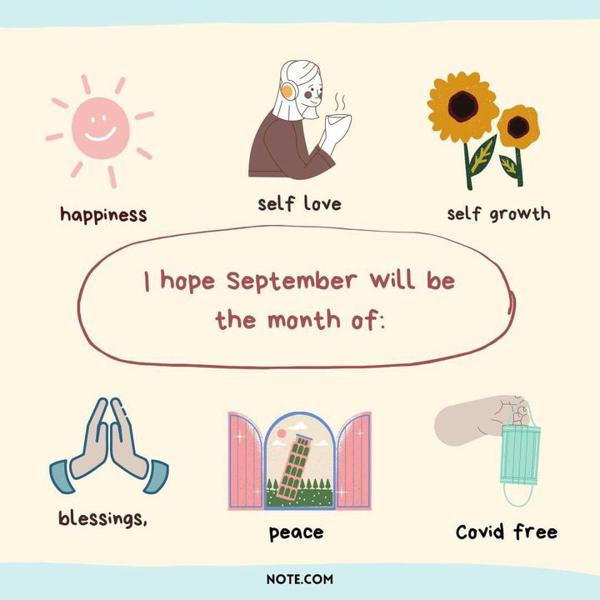 happiness
self love
self growth
I hope September will be
the month of:
blessings,
peace
Covid free
NOTE.COM